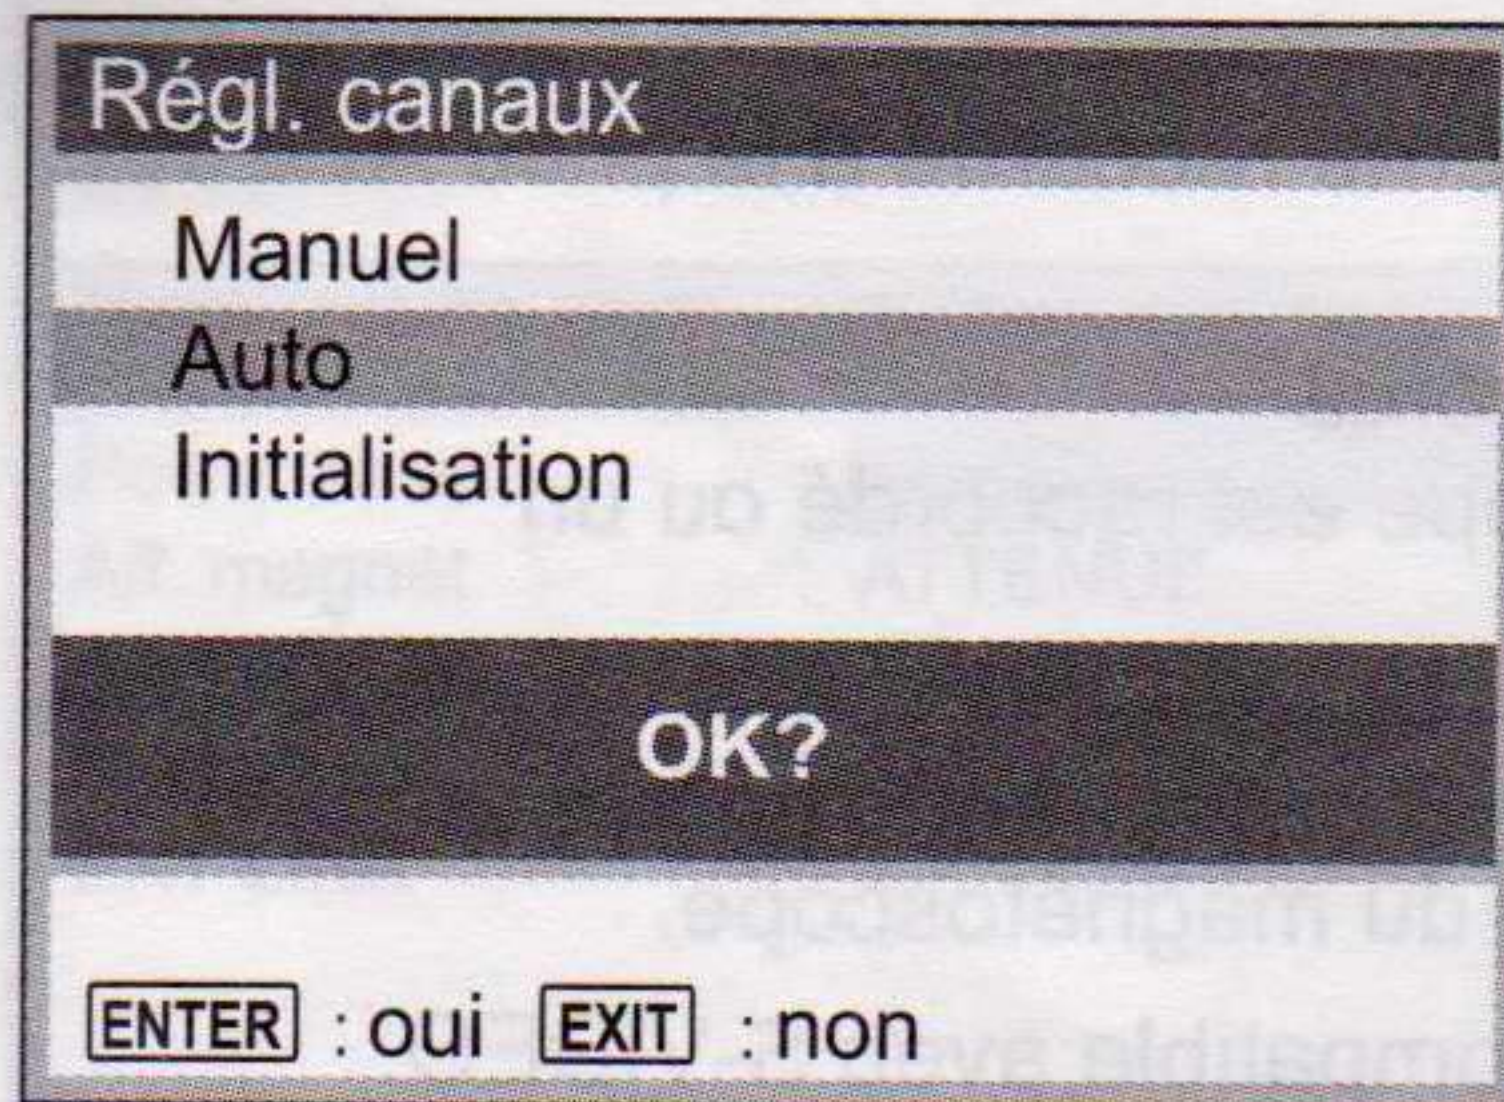 Régl. canaux
Manuel
Auto
Initialisation
OK?
ENTER : oui EXIT : non